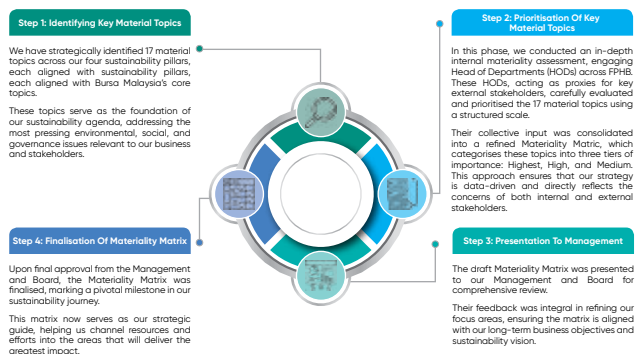 Step 1: Identifying Key Material Topics
We have strategically identified 17 material
topics across our four sustainability pillars,
each aligned with sustainability pillars,
each aligned with Bursa Malaysia's core
topics.
These topics serve as the foundation of
our sustainability agenda, addressing the
most pressing environmental, social, and
governance issues relevant to our business
and stakeholders.
Step 2: Prioritisation Of Key
Material Topics
In this phase, we conducted an in-depth
internal materiality assessment, engaging
Head of Departments (HODs) across FPHB.
These HODs, acting as proxies for key
external stakeholders, carefully evaluated
and prioritised the 17 material topics using
a structured scale.
Their collective input was consolidated
into a refined Materiality Matric, which
categorises these topics into three tiers of
importance: Highest, High, and Medium.
This approach ensures that our strategy
is data-driven and directly reflects the
concerns of both internal and external
stakeholders.
Step 3: Presentation To Management
The draft Materiality Matrix was presented
to our Management and Board for
comprehensive review.
Their feedback was integral in refining our
focus areas, ensuring the matrix is aligned
with our long-term business objectives and
sustainability vision.
Step 4: Finalisation Of Materiality Matrix
Upon final approval from the Management
and Board, the Materiality Matrix was
finalised, marking a pivotal milestone in our
sustainability journey.
This matrix now serves as our strategic
guide, helping us channel resources and
efforts into the areas that will deliver the
greatest impact.